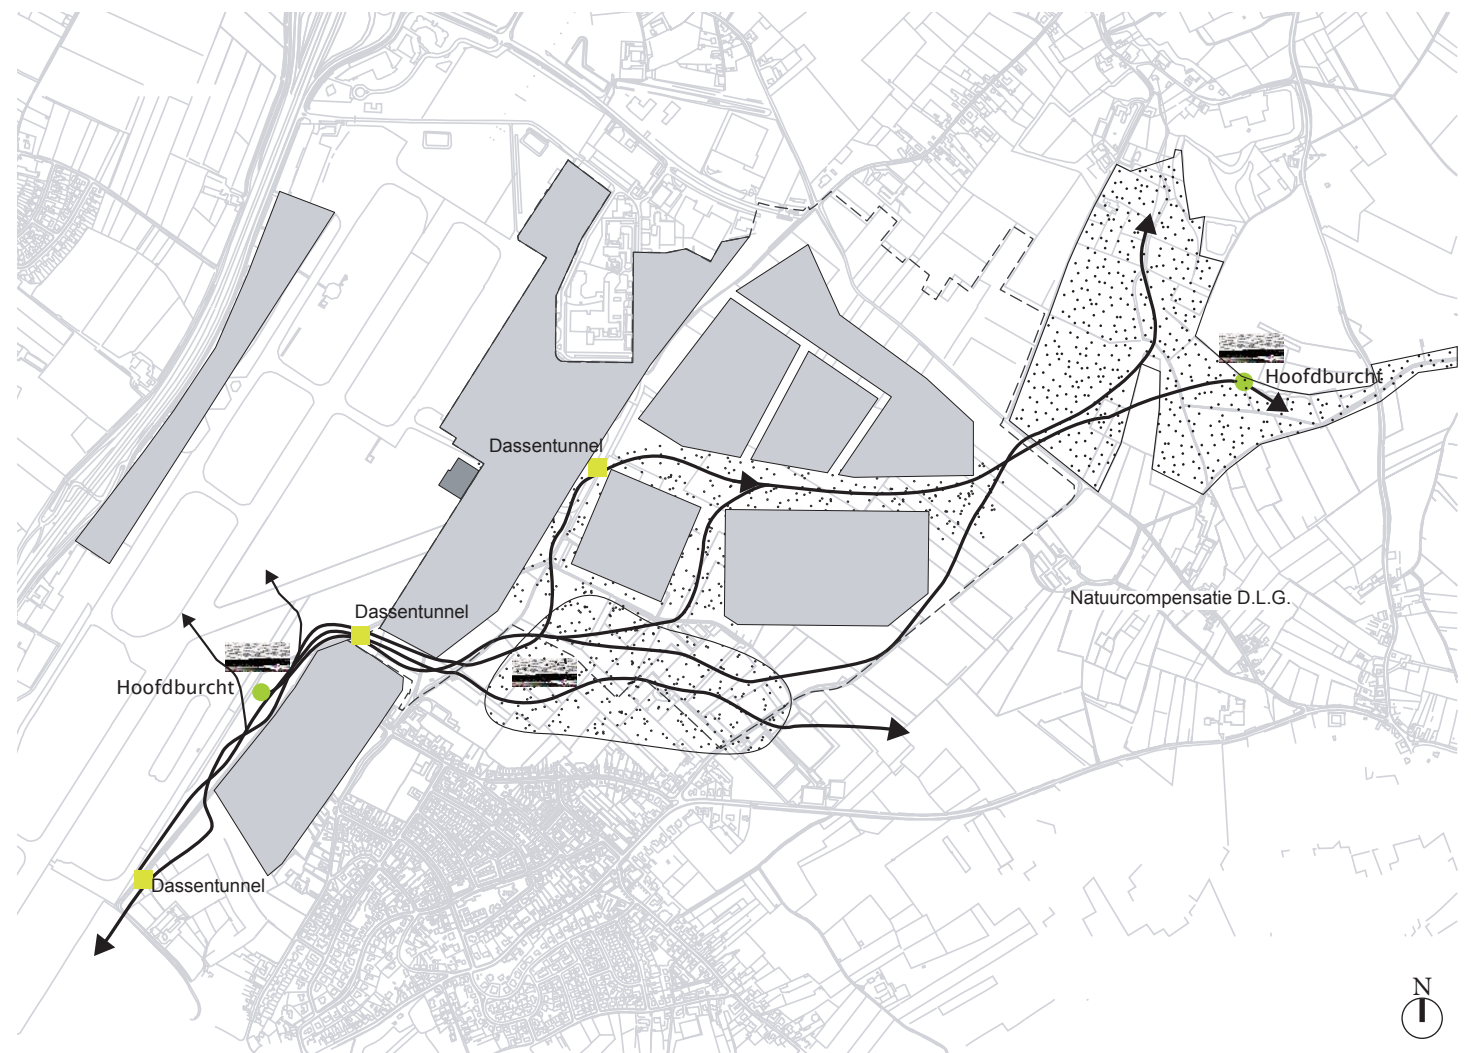 Hoofdburcht
Dassentunnel
Natuurcompensatie D.L.G.
Dassentunnel
Hoofdburcht
Dassentunnel
N